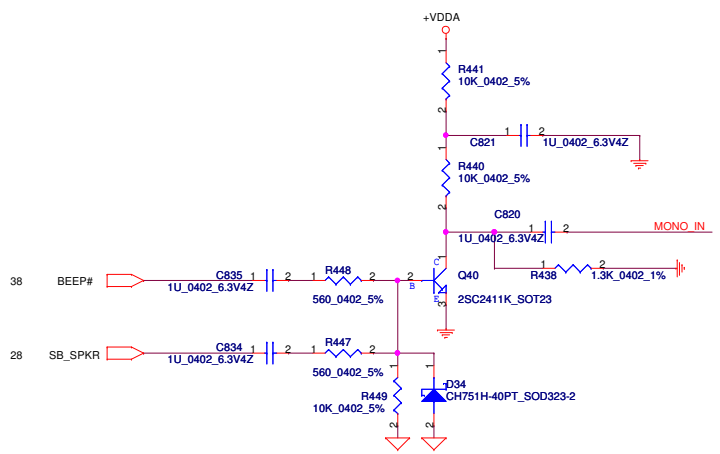 +VDDA
1
R441
10K_0402_5%
2
C821
1
2
1U_0402_6.3V4Z
1
R440
10K_0402_5%
2
C820
1U_0402_6.3V4Z
1
2
MONO_IN
1
R438
2
1.3K_0402_1%
38
BEEP#
C835
1U_0402_6.3V4Z
1
2
R448
1
2
560_0402_5%
2
B
C
1
E
3
Q40
2SC2411K_SOT23
28
SB_SPKR
C834
1U_0402_6.3V4Z
1
2
R447
1
2
560_0402_5%
1
R449
10K_0402_5%
2
1
D34
CH751H-40PT_SOD323-2
2